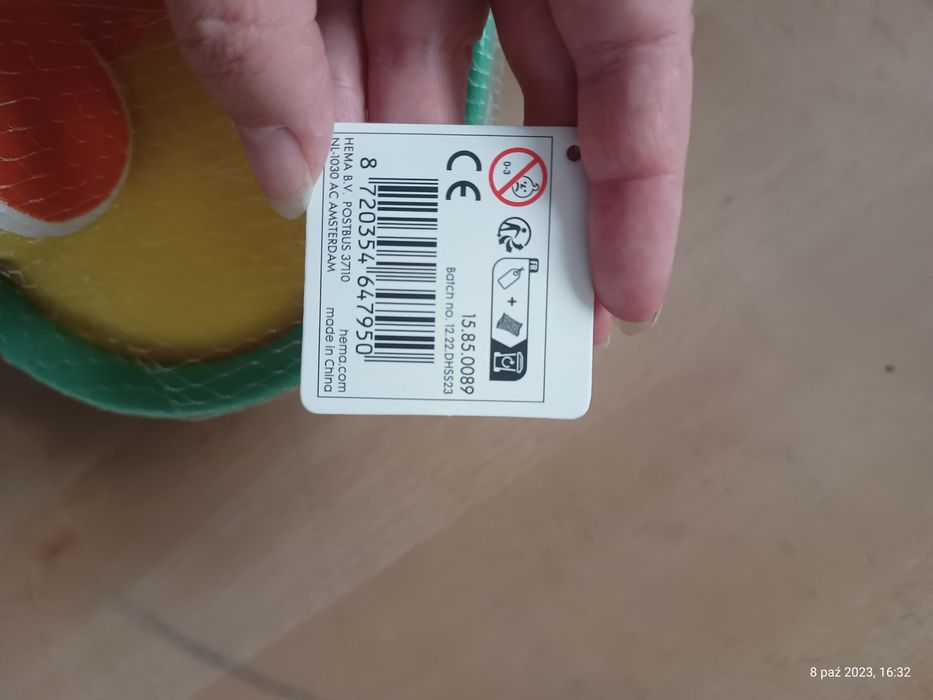 0-3
CE
FR
+
15.85.0089
Batch no. 12.22.DHSS23
8 720354 647950
HEMA B.V. POSTBUS 37110
NL-1030 AC AMSTERDAM
hema.com
made in China
8 paź 2023, 16:32